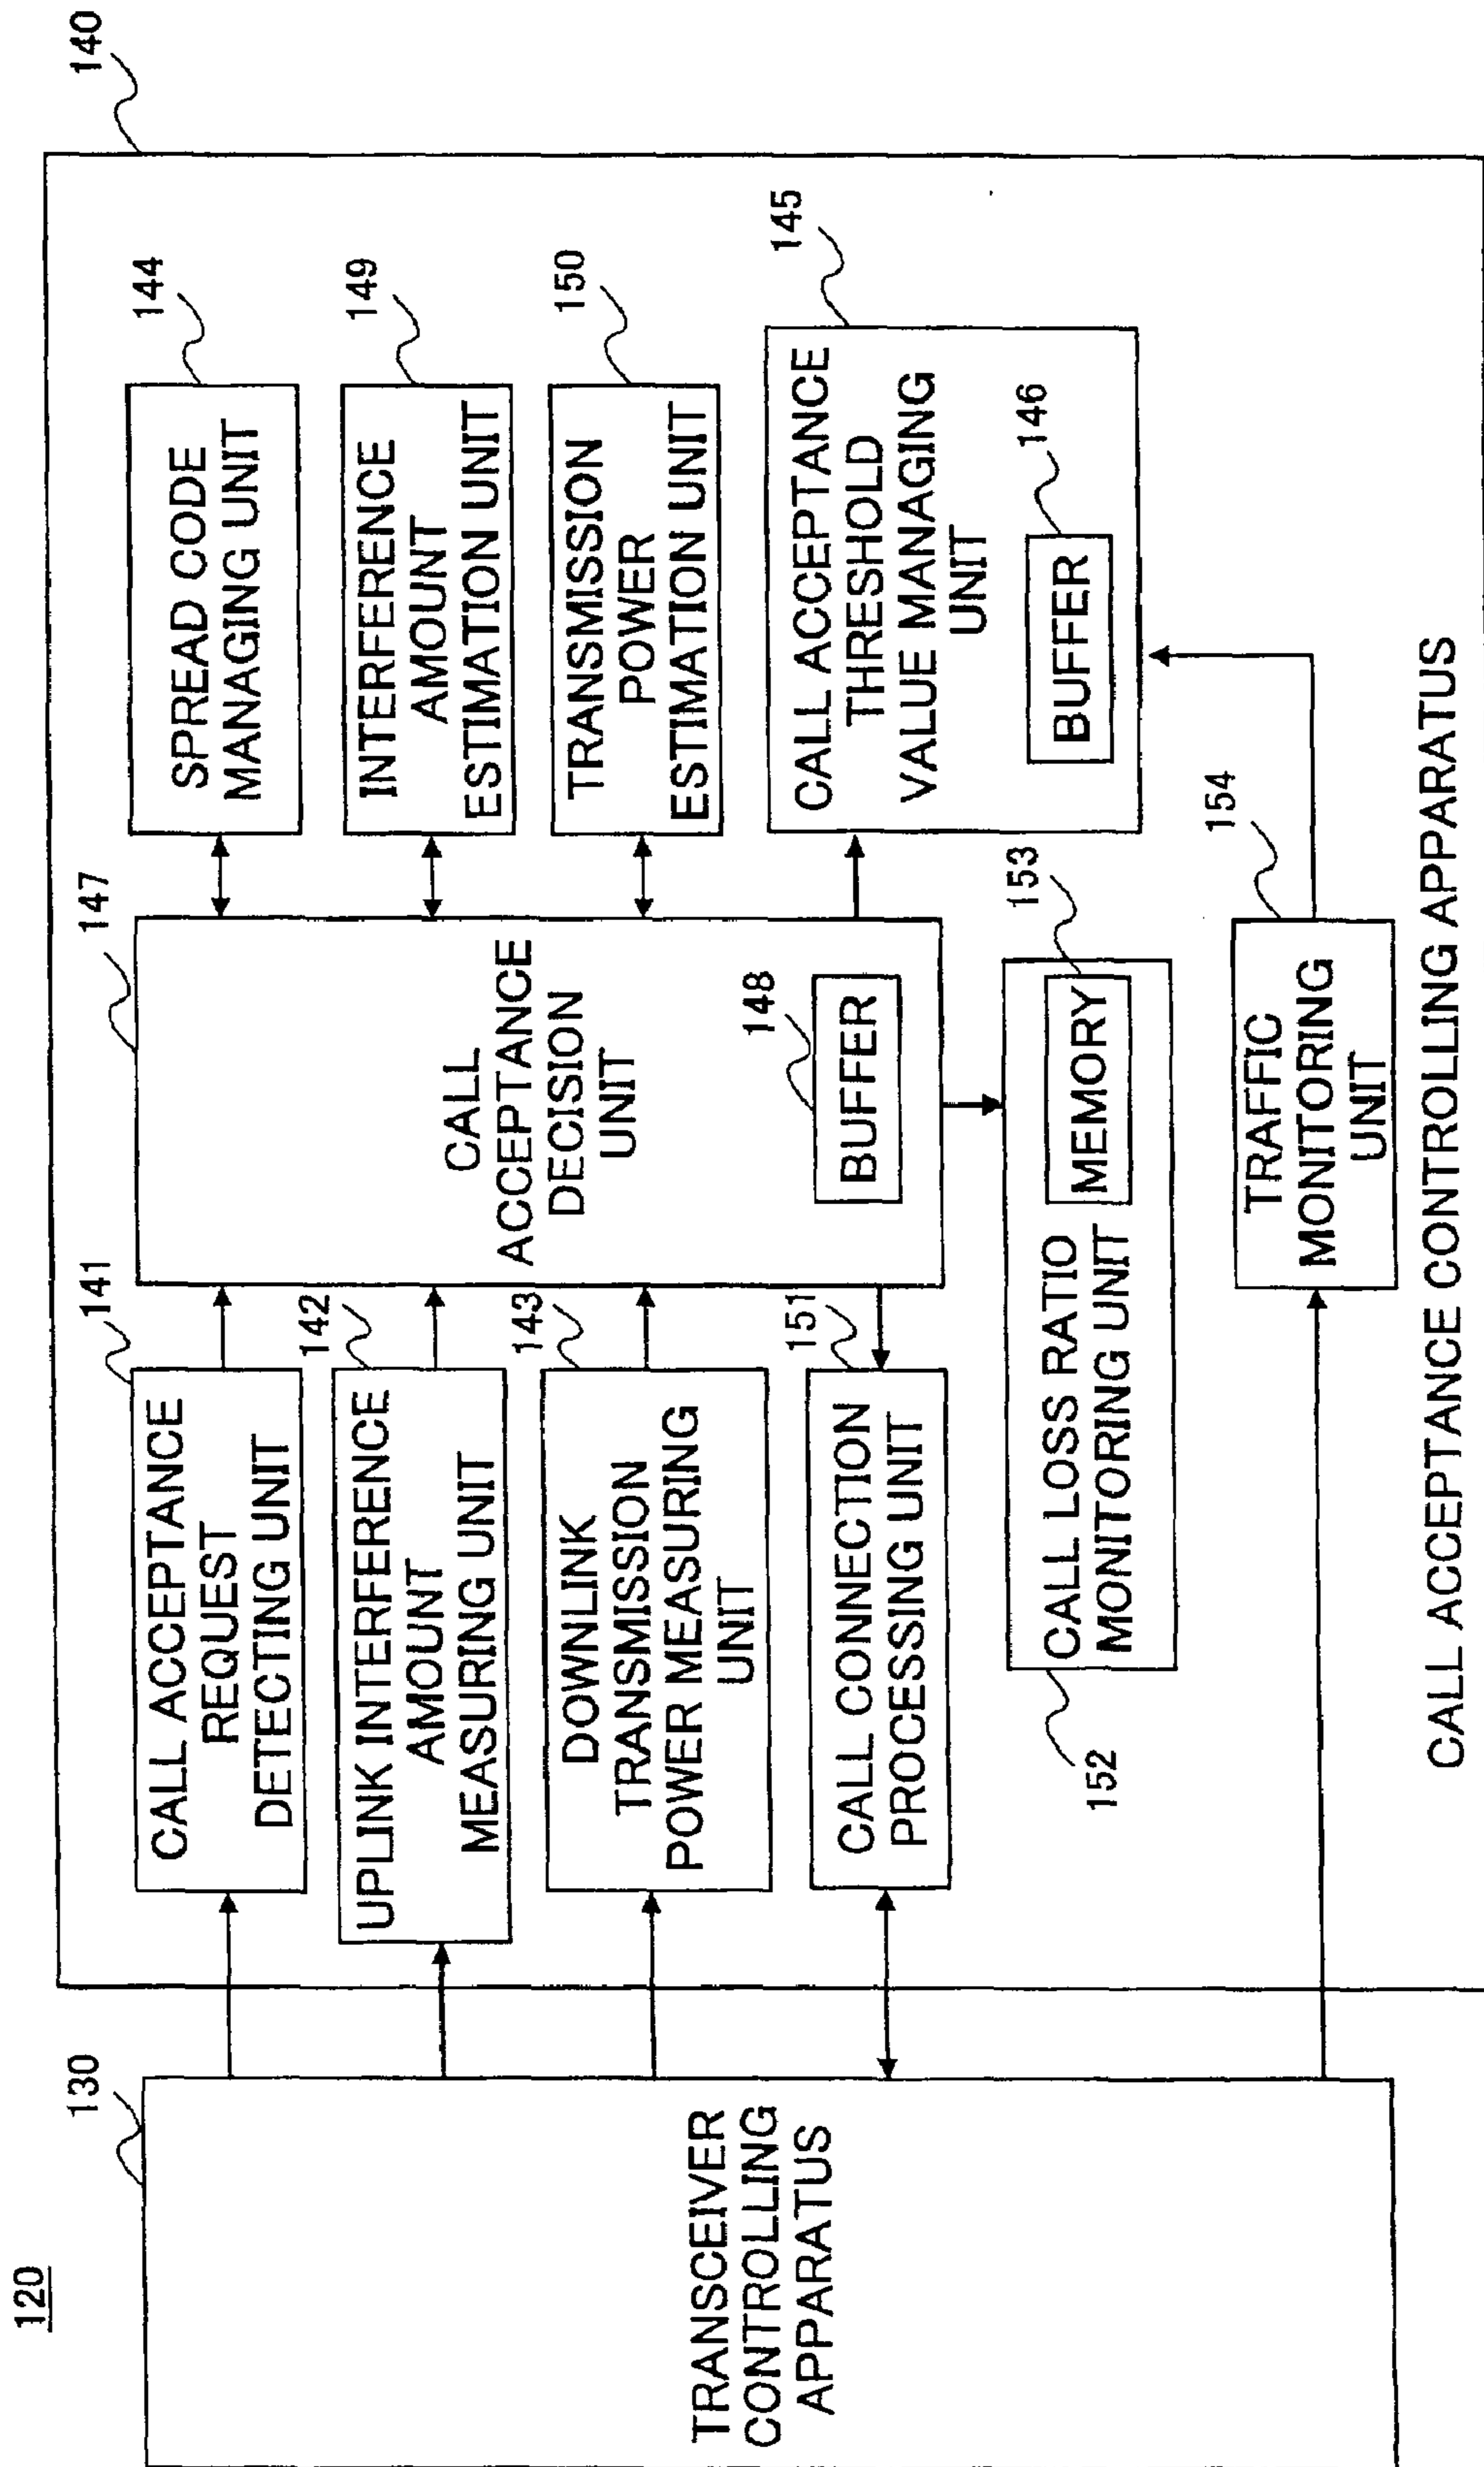 120
130
TRANSCEIVER
CONTROLLING
APPARATUS
140
141
CALL ACCEPTANCE
REQUEST
DETECTING UNIT
142
UPLINK INTERFERENCE
AMOUNT
MEASURING UNIT
143
DOWNLINK
TRANSMISSION
POWER MEASURING
UNIT
151
CALL CONNECTION
PROCESSING UNIT
147
CALL
ACCEPTANCE
DECISION
UNIT
148
BUFFER
144
SPREAD CODE
MANAGING UNIT
149
INTERFERENCE
AMOUNT
ESTIMATION UNIT
150
TRANSMISSION
POWER
ESTIMATION UNIT
145
CALL ACCEPTANCE
THRESHOLD
VALUE MANAGING
UNIT
146
BUFFER
152
CALL LOSS RATIO
MONITORING UNIT
153
MEMORY
154
TRAFFIC
MONITORING
UNIT
CALL ACCEPTANCE CONTROLLING APPARATUS